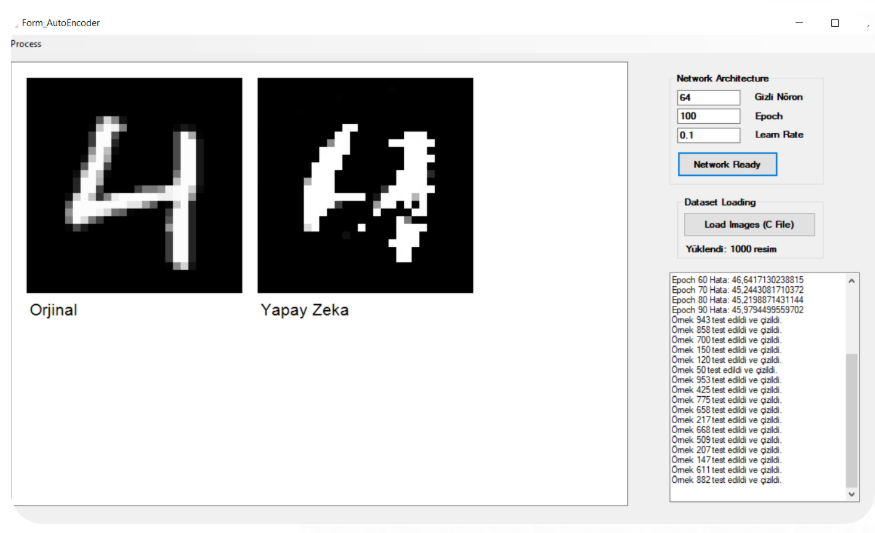 Form_AutoEncoder
Process
Orjinal
Yapay Zeka
Network Architecture
64 Gizli Nöron
100 Epoch
0.1 Learn Rate
Network Ready
Dataset Loading
Load Images (C File)
Yüklendi: 1000 resim
Epoch 60 Hata: 46,6417130238815
Epoch 70 Hata: 45,2443081710372
Epoch 80 Hata: 45,2198871431144
Epoch 90 Hata: 45,9794499559702
Örnek 943 test edildi ve çizildi.
Örnek 858 test edildi ve çizildi.
Örnek 700 test edildi ve çizildi.
Örnek 150 test edildi ve çizildi.
Örnek 120 test edildi ve çizildi.
Örnek 50 test edildi ve çizildi.
Örnek 953 test edildi ve çizildi.
Örnek 425 test edildi ve çizildi.
Örnek 775 test edildi ve çizildi.
Örnek 658 test edildi ve çizildi.
Örnek 217 test edildi ve çizildi.
Örnek 668 test edildi ve çizildi.
Örnek 509 test edildi ve çizildi.
Örnek 207 test edildi ve çizildi.
Örnek 147 test edildi ve çizildi.
Örnek 611 test edildi ve çizildi.
Örnek 882 test edildi ve çizildi.